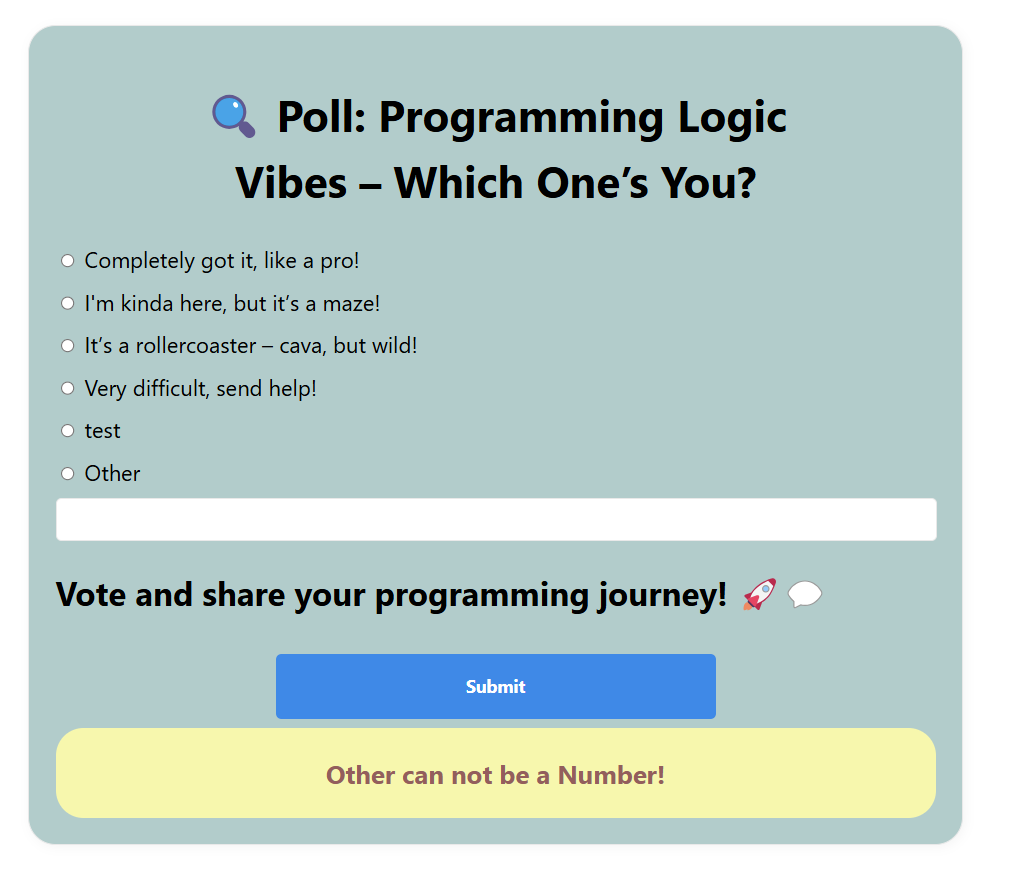 🔍 Poll: Programming Logic
Vibes – Which One’s You?
Completely got it, like a pro!
I'm kinda here, but it’s a maze!
It’s a rollercoaster – cava, but wild!
Very difficult, send help!
test
Other
Vote and share your programming journey! 🚀 💬
Submit
Other can not be a Number!